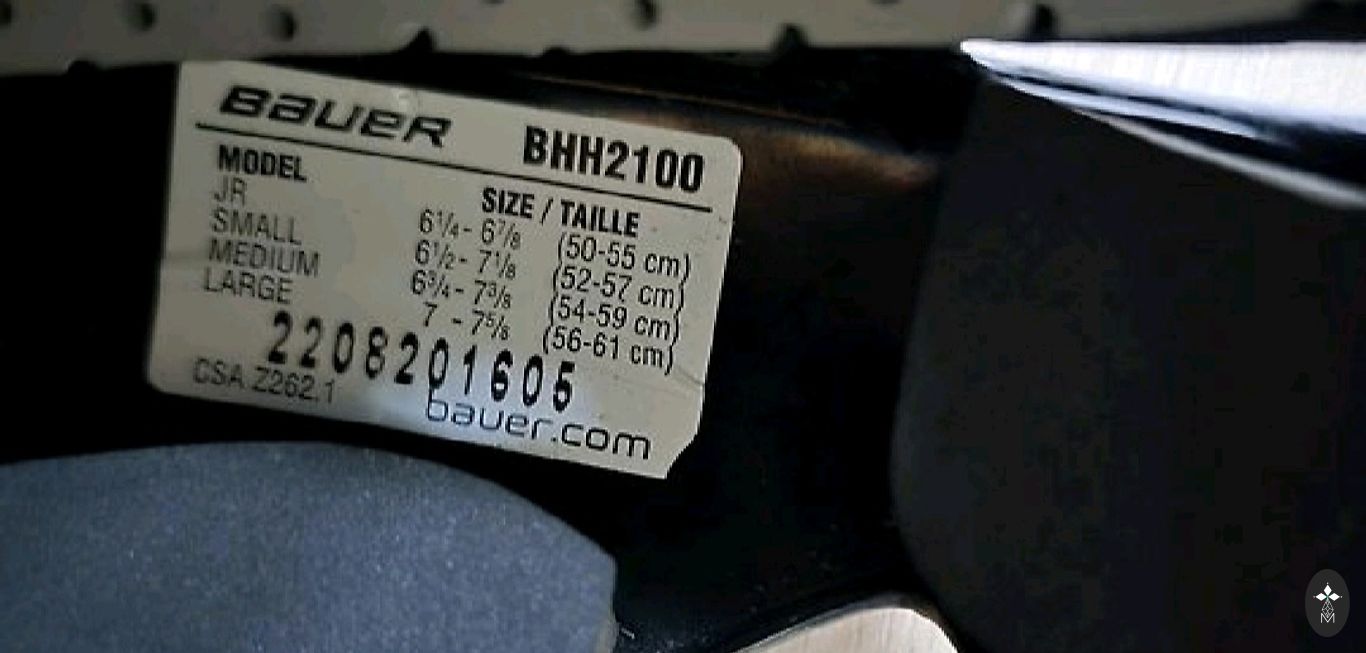 BAUER BHH2100
MODEL SIZE / TAILLE
JR 6¼- 6⅞ (50-55 cm)
SMALL 6½- 7⅛ (52-57 cm)
MEDIUM 6¾- 7⅜ (54-59 cm)
LARGE 7 - 7⅝ (56-61 cm)
2208201605
CSA Z262.1 bauer.com
M